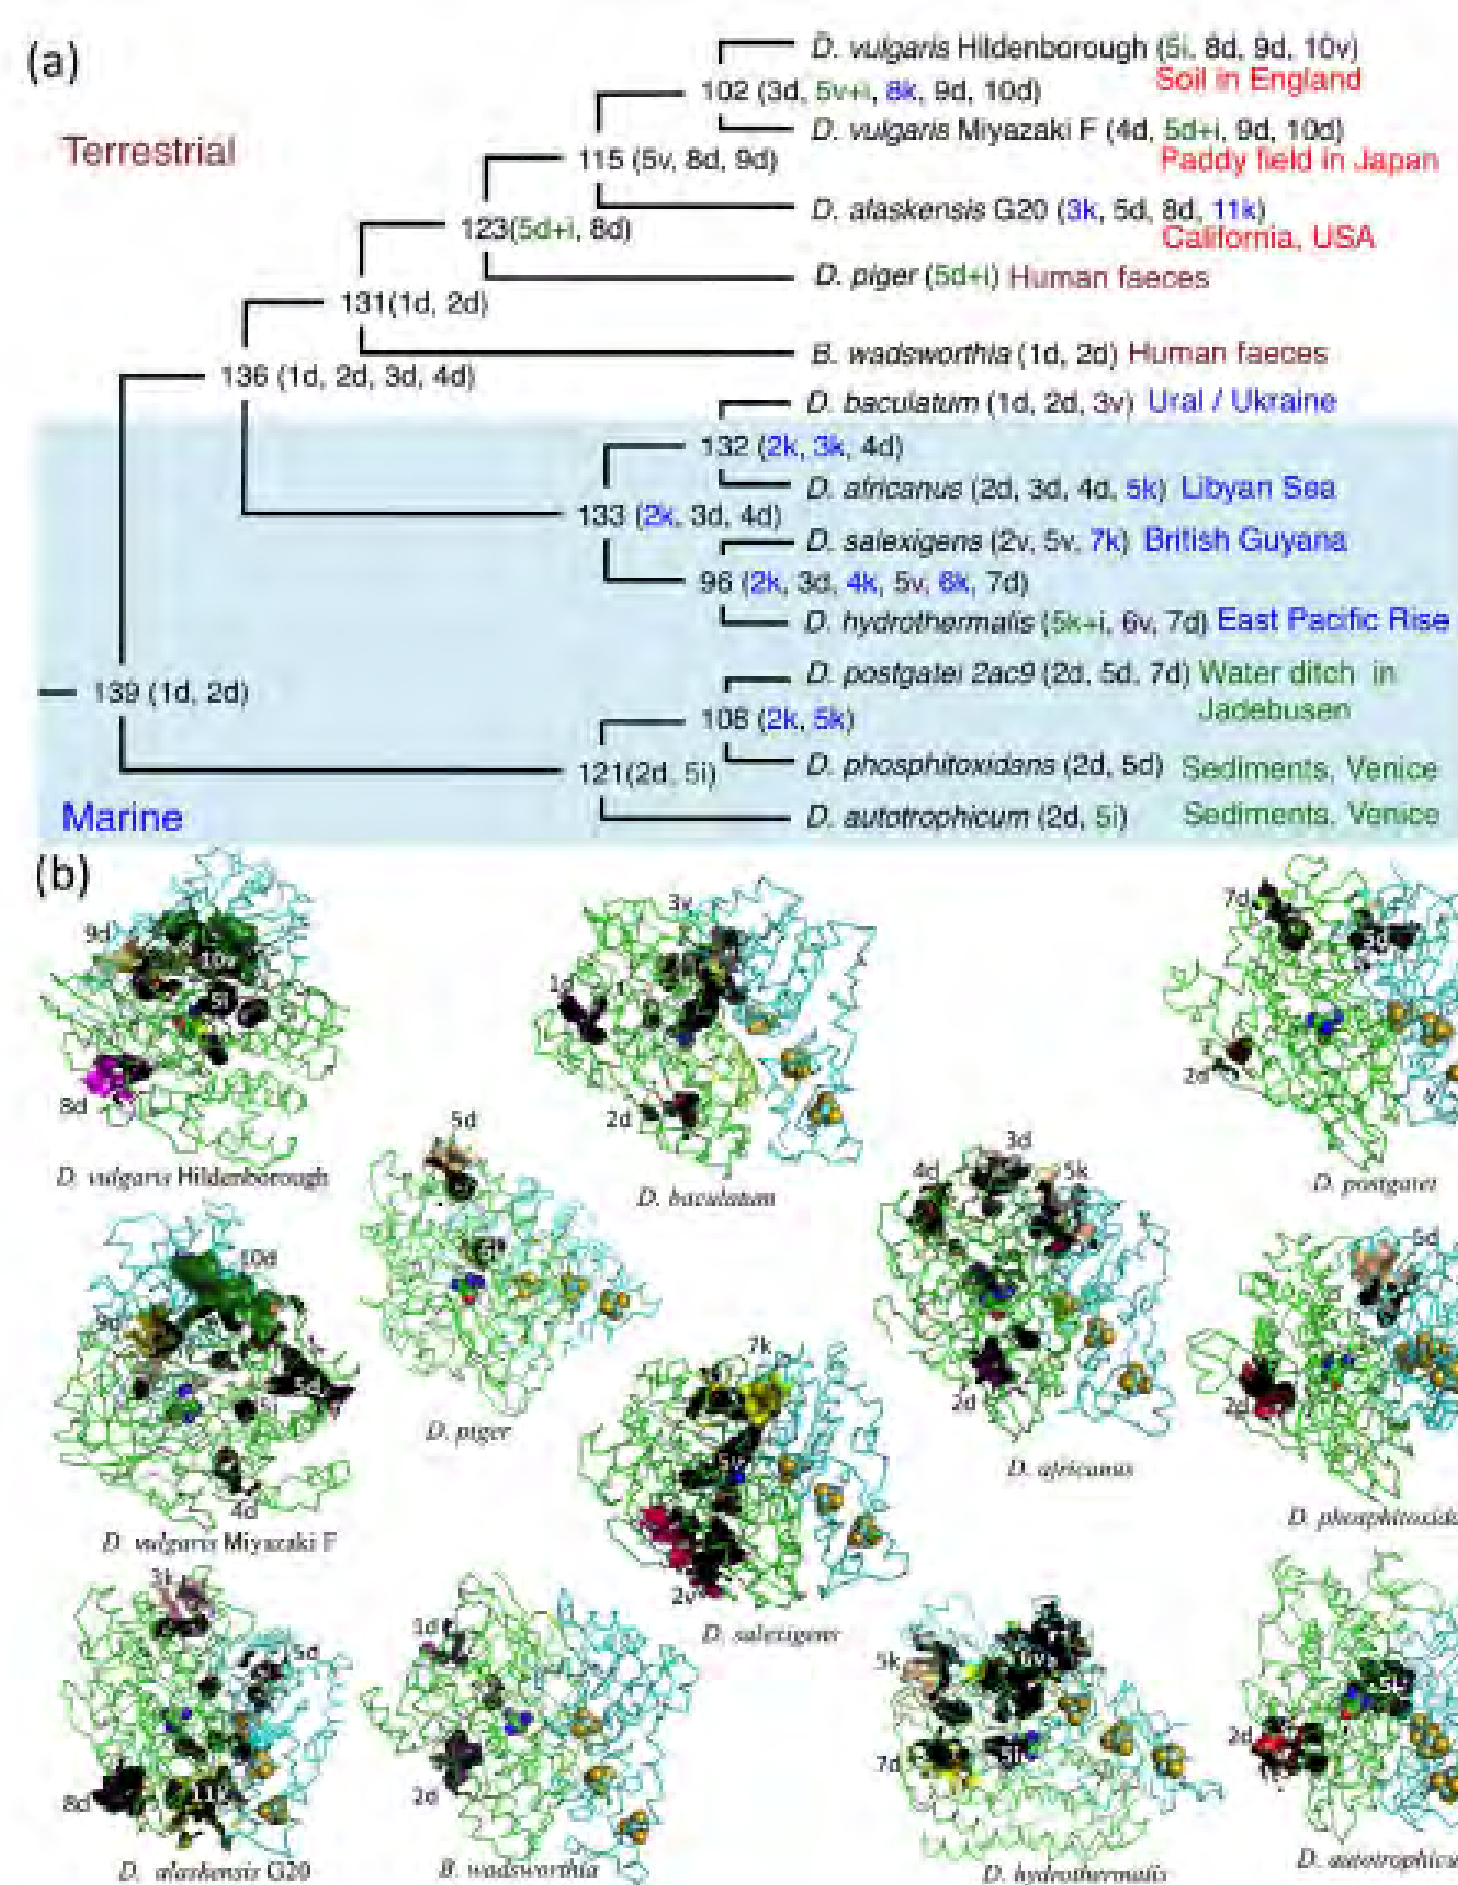 (a)
D. vulgaris Hildenborough (5i, 8d, 9d, 10v)
Soil in England
102 (3d, 5v+i, 8k, 9d, 10d)
D. vulgaris Miyazaki F (4d, 5d+i, 9d, 10d)
Terrestrial
115 (5v, 8d, 9d)
Paddy field in Japan
D. alaskensis G20 (3k, 5d, 8d, 11k)
123(5d+i, 8d)
California, USA
D. piger (5d+i) Human faeces
131(1d, 2d)
B. wadsworthia (1d, 2d) Human faeces
136 (1d, 2d, 3d, 4d)
D. baculatum (1d, 2d, 3v) Ural / Ukraine
132 (2k, 3k, 4d)
D. africanus (2d, 3d, 4d, 5k) Libyan Sea
133 (2k, 3d, 4d)
D. salexigens (2v, 5v, 7k) British Guyana
96 (2k, 3d, 4k, 5v, 6k, 7d)
D. hydrothermalis (5k+i, 6v, 7d) East Pacific Rise
D. postgatei 2ac9 (2d, 5d, 7d) Water ditch in
139 (1d, 2d)
Jadebusen
108 (2k, 5k)
D. phosphitoxidans (2d, 5d) Sediments, Venice
121(2d, 5i)
Marine
D. autotrophicum (2d, 5i) Sediments, Venice
(b)
9d
10v
5i
8d
D. vulgaris Hildenborough
3v
2d
D. baculatum
7d
5d
2d
D. postgatei
5d
D. piger
3d
4d
5k
2d
D. africanus
10d
9d
5d
4d
D. vulgaris Miyazaki F
7k
5v
2v
D. salexigens
2d
5d
8d
11k
D. alaskensis G20
1d
2d
B. wadsworthia
5k
7d
5i
D. hydrothermalis
2d
5i